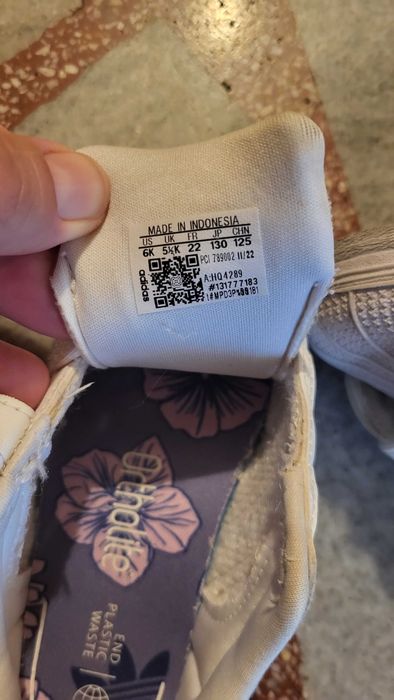 MADE IN INDONESIA
US UK FR JP CHN
6K 5½K 22 130 125
PCI 789002 11/22
adidas
A:HQ4289
#131777183
Ortholite
END
PLASTIC
WASTE